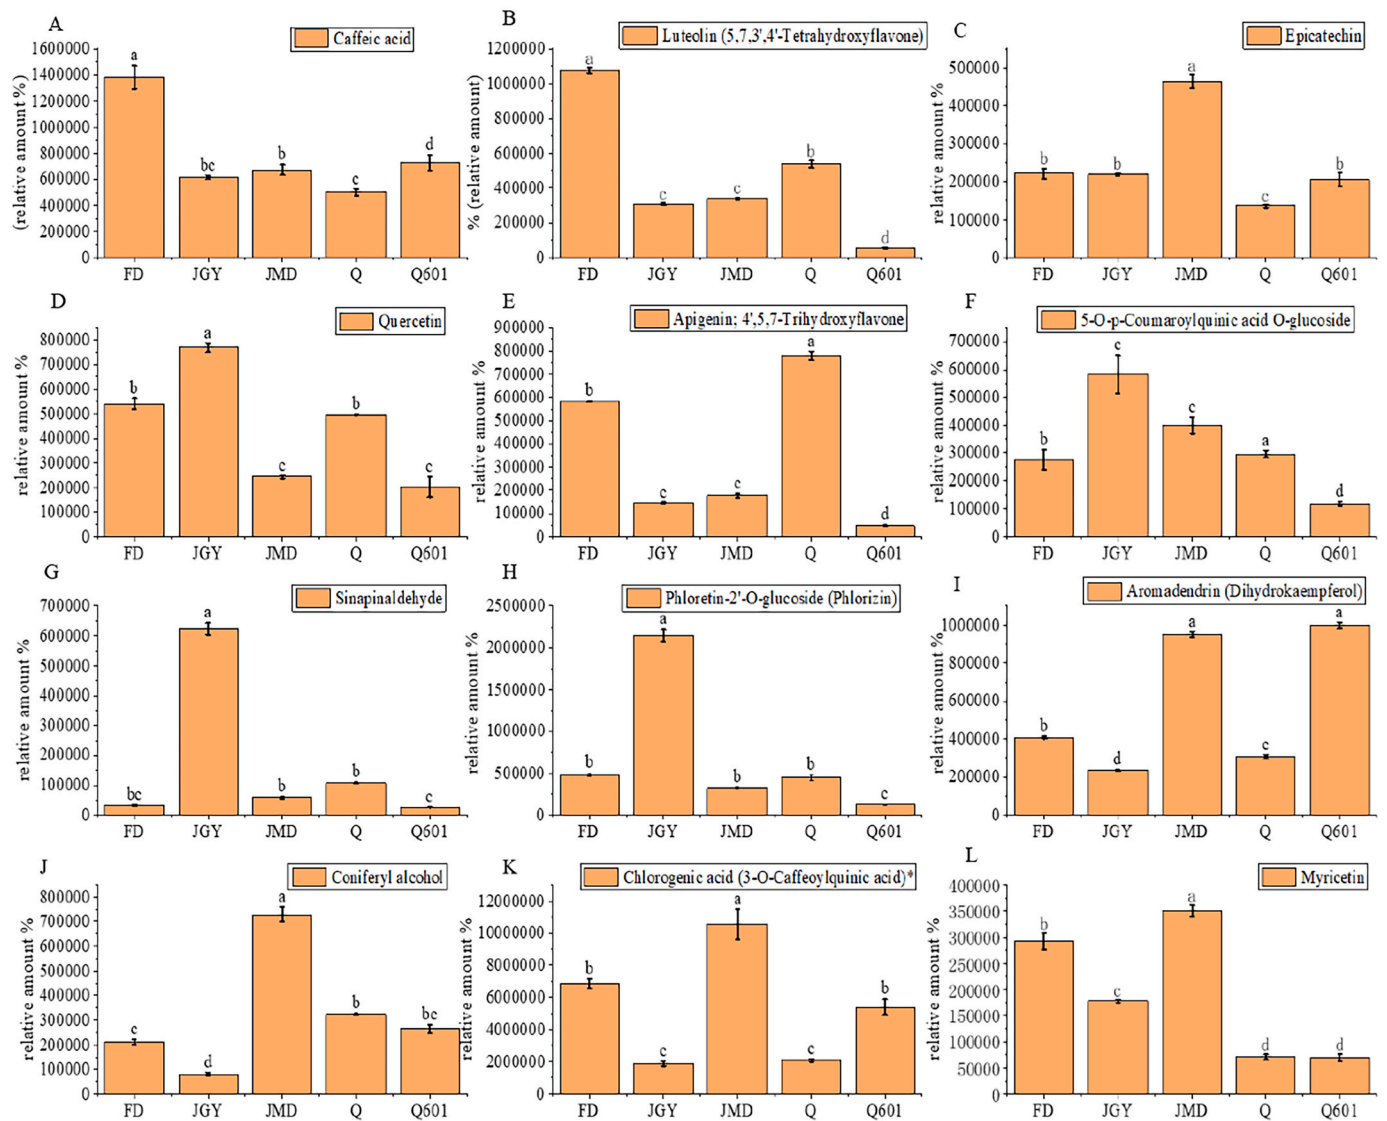 A
Caffeic acid
(relative amount %)
1600000
1400000
1200000
1000000
800000
600000
400000
200000
0
a
bc
b
c
d
FD JGY JMD Q Q601
B
Luteolin (5,7,3',4'-Tetrahydroxyflavone)
% (relative amount)
1200000
1000000
800000
600000
400000
200000
0
a
c
c
b
d
FD JGY JMD Q Q601
C
Epicatechin
relative amount %
500000
400000
300000
200000
100000
0
b
b
a
c
b
FD JGY JMD Q Q601
D
Quercetin
relative amount %
800000
700000
600000
500000
400000
300000
200000
100000
0
b
a
c
b
c
FD JGY JMD Q Q601
E
Apigenin; 4',5,7-Trihydroxyflavone
relative amount %
900000
800000
700000
600000
500000
400000
300000
200000
100000
0
b
c
c
a
d
FD JGY JMD Q Q601
F
5-O-p-Coumaroylquinic acid O-glucoside
relative amount %
700000
600000
500000
400000
300000
200000
100000
0
b
c
c
a
d
FD JGY JMD Q Q601
G
Sinapinaldehyde
relative amount %
700000
600000
500000
400000
300000
200000
100000
0
bc
a
b
b
c
FD JGY JMD Q Q601
H
Phloretin-2'-O-glucoside (Phlorizin)
relative amount %
2500000
2000000
1500000
1000000
500000
0
b
a
b
b
c
FD JGY JMD Q Q601
I
Aromadendrin (Dihydrokaempferol)
relative amount %
1000000
800000
600000
400000
200000
0
b
d
a
c
a
FD JGY JMD Q Q601
J
Coniferyl alcohol
relative amount %
800000
700000
600000
500000
400000
300000
200000
100000
0
c
d
a
b
bc
FD JGY JMD Q Q601
K
Chlorogenic acid (3-O-Caffeoylquinic acid)*
relative amount %
12000000
10000000
8000000
6000000
4000000
2000000
0
b
c
a
c
b
FD JGY JMD Q Q601
L
Myricetin
relative amount %
400000
350000
300000
250000
200000
150000
100000
50000
0
b
c
a
d
d
FD JGY JMD Q Q601